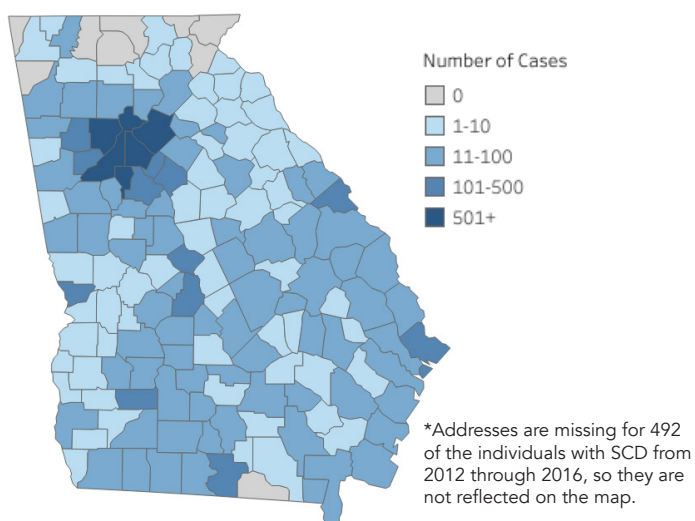 Number of Cases
0
1-10
11-100
101-500
501+
*Addresses are missing for 492
of the individuals with SCD from
2012 through 2016, so they are
not reflected on the map.